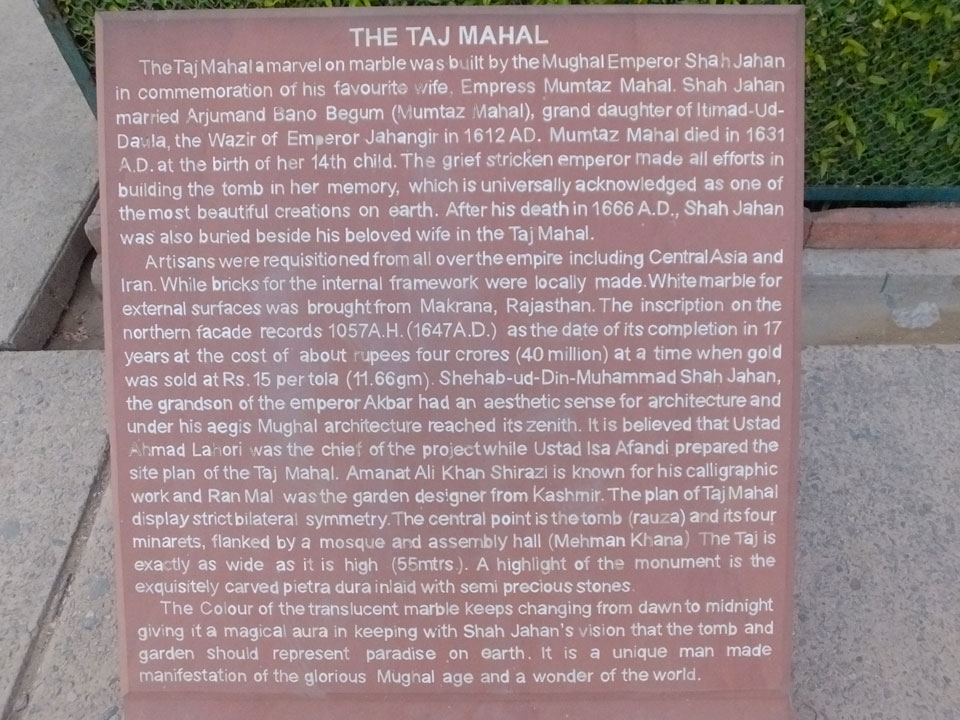 THE TAJ MAHAL
The Taj Mahal a marvel on marble was built by the Mughal Emperor Shah Jahan
in commemoration of his favourite wife, Empress Mumtaz Mahal. Shah Jahan
married Arjumand Bano Begum (Mumtaz Mahal), grand daughter of Itimad-Ud-
Daula, the Wazir of Emperor Jahangir in 1612 AD. Mumtaz Mahal died in 1631
A.D. at the birth of her 14th child. The grief stricken emperor made all efforts in
building the tomb in her memory, which is universally acknowledged as one of
the most beautiful creations on earth. After his death in 1666 A.D., Shah Jahan
was also buried beside his beloved wife in the Taj Mahal.
Artisans were requisitioned from all over the empire including Central Asia and
Iran. While bricks for the internal framework were locally made. White marble for
external surfaces was brought from Makrana, Rajasthan. The inscription on the
northern facade records 1057A.H. (1647A.D.) as the date of its completion in 17
years at the cost of about rupees four crores (40 million) at a time when gold
was sold at Rs. 15 per tola (11.66gm). Shehab-ud-Din-Muhammad Shah Jahan,
the grandson of the emperor Akbar had an aesthetic sense for architecture and
under his aegis Mughal architecture reached its zenith. It is believed that Ustad
Ahmad Lahori was the chief of the project while Ustad Isa Afandi prepared the
site plan of the Taj Mahal. Amanat Ali Khan Shirazi is known for his calligraphic
work and Ran Mal was the garden designer from Kashmir. The plan of Taj Mahal
display strict bilateral symmetry. The central point is the tomb (rauza) and its four
minarets, flanked by a mosque and assembly hall (Mehman Khana) The Taj is
exactly as wide as it is high (55mtrs.). A highlight of the monument is the
exquisitely carved pietra dura inlaid with semi precious stones.
The Colour of the translucent marble keeps changing from dawn to midnight
giving it a magical aura in keeping with Shah Jahan's vision that the tomb and
garden should represent paradise on earth. It is a unique man made
manifestation of the glorious Mughal age and a wonder of the world.